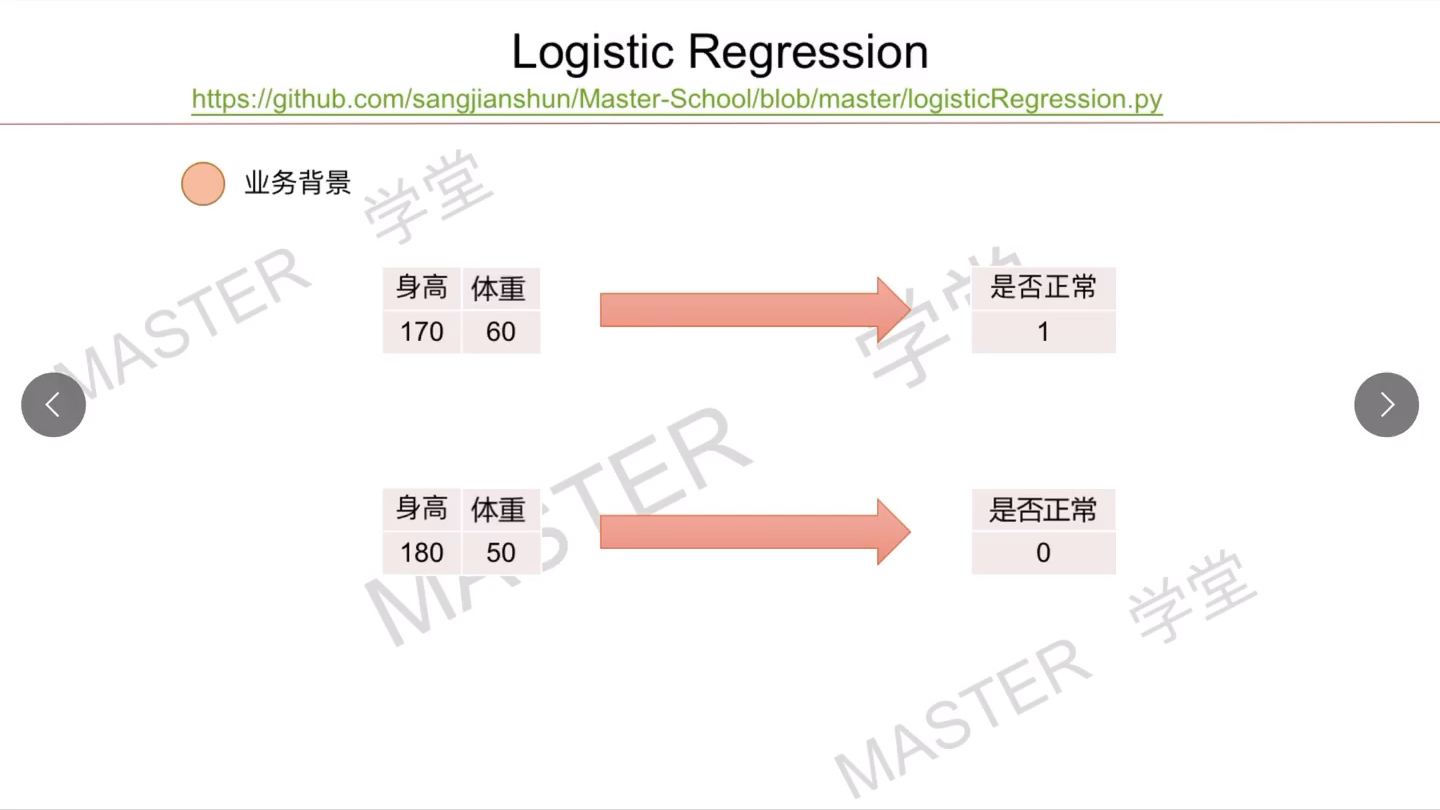 Logistic Regression
https://github.com/sangjianshun/Master-School/blob/master/logisticRegression.py
业务背景
MASTER 学堂
身高 体重
170 60
是否正常
1
MASTER 学堂
身高 体重
180 50
是否正常
0
MASTER 学堂